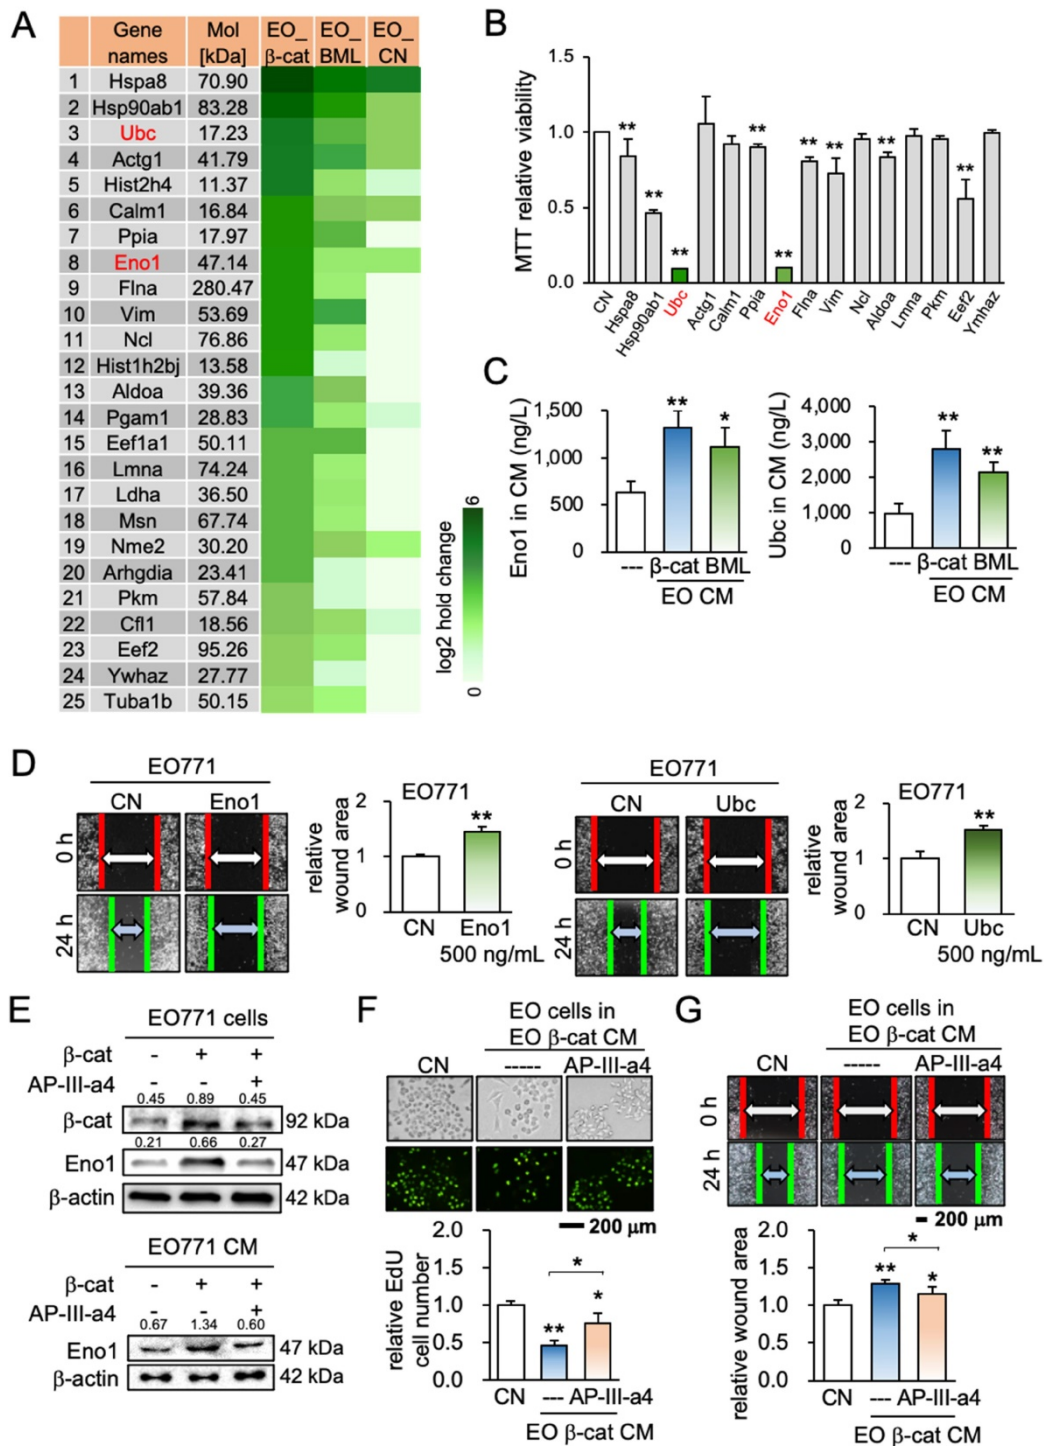 A
Gene names Mol [kDa] EO_β-cat EO_BML EO_CN
1 Hspa8 70.90
2 Hsp90ab1 83.28
3 Ubc 17.23
4 Actg1 41.79
5 Hist2h4 11.37
6 Calm1 16.84
7 Ppia 17.97
8 Eno1 47.14
9 Flna 280.47
10 Vim 53.69
11 Ncl 76.86
12 Hist1h2bj 13.58
13 Aldoa 39.36
14 Pgam1 28.83
15 Eef1a1 50.11
16 Lmna 74.24
17 Ldha 36.50
18 Msn 67.74
19 Nme2 30.20
20 Arhgdia 23.41
21 Pkm 57.84
22 Cfl1 18.56
23 Eef2 95.26
24 Ywhaz 27.77
25 Tuba1b 50.15
log2 hold change
6
0
B
MTT relative viability
1.5
1.0
0.5
0.0
** ** ** ** ** ** ** ** **
CN Hspa8 Hsp90ab1 Ubc Actg1 Calm1 Ppia Eno1 Flna Vim Ncl Aldoa Lmna Pkm Eef2 Ymhaz
C
Eno1 in CM (ng/L)
1,500
1,000
500
0
** *
--- β-cat BML
EO CM
Ubc in CM (ng/L)
4,000
3,000
2,000
1,000
0
** **
--- β-cat BML
EO CM
D
EO771
CN Eno1
0 h
24 h
relative wound area
EO771
2
1
0
**
CN Eno1
500 ng/mL
EO771
CN Ubc
0 h
24 h
relative wound area
EO771
2
1
0
**
CN Ubc
500 ng/mL
E
EO771 cells
β-cat - + +
AP-III-a4 - - +
0.45 0.89 0.45
β-cat 92 kDa
0.21 0.66 0.27
Eno1 47 kDa
β-actin 42 kDa
EO771 CM
β-cat - + +
AP-III-a4 - - +
0.67 1.34 0.60
Eno1 47 kDa
β-actin 42 kDa
F
EO cells in
EO β-cat CM
CN ----- AP-III-a4
200 μm
relative EdU cell number
2.0
1.5
1.0
0.5
0.0
*
** *
CN --- AP-III-a4
EO β-cat CM
G
EO cells in
EO β-cat CM
CN ----- AP-III-a4
0 h
24 h
200 μm
relative wound area
2.0
1.5
1.0
0.5
0.0
*
** *
CN --- AP-III-a4
EO β-cat CM